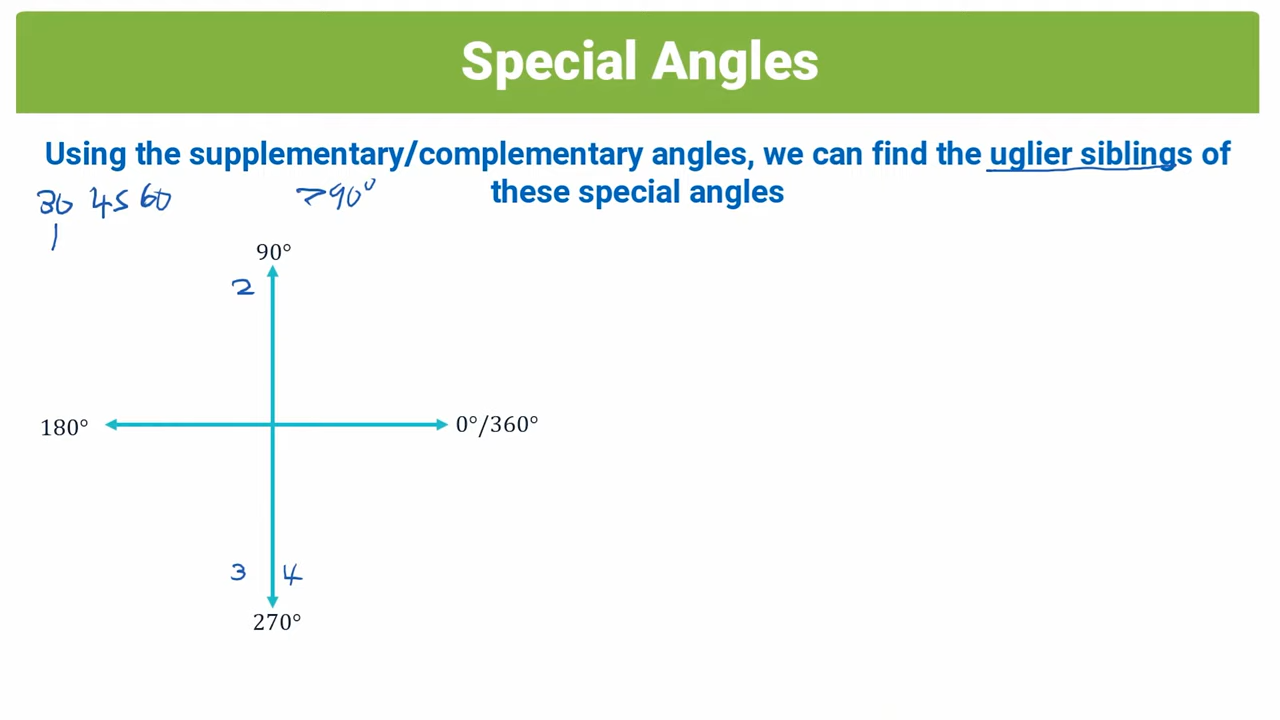 Special Angles
Using the supplementary/complementary angles, we can find the uglier siblings of
these special angles
30 45 60
>90°
1
90°
2
180°
0°/360°
3 4
270°